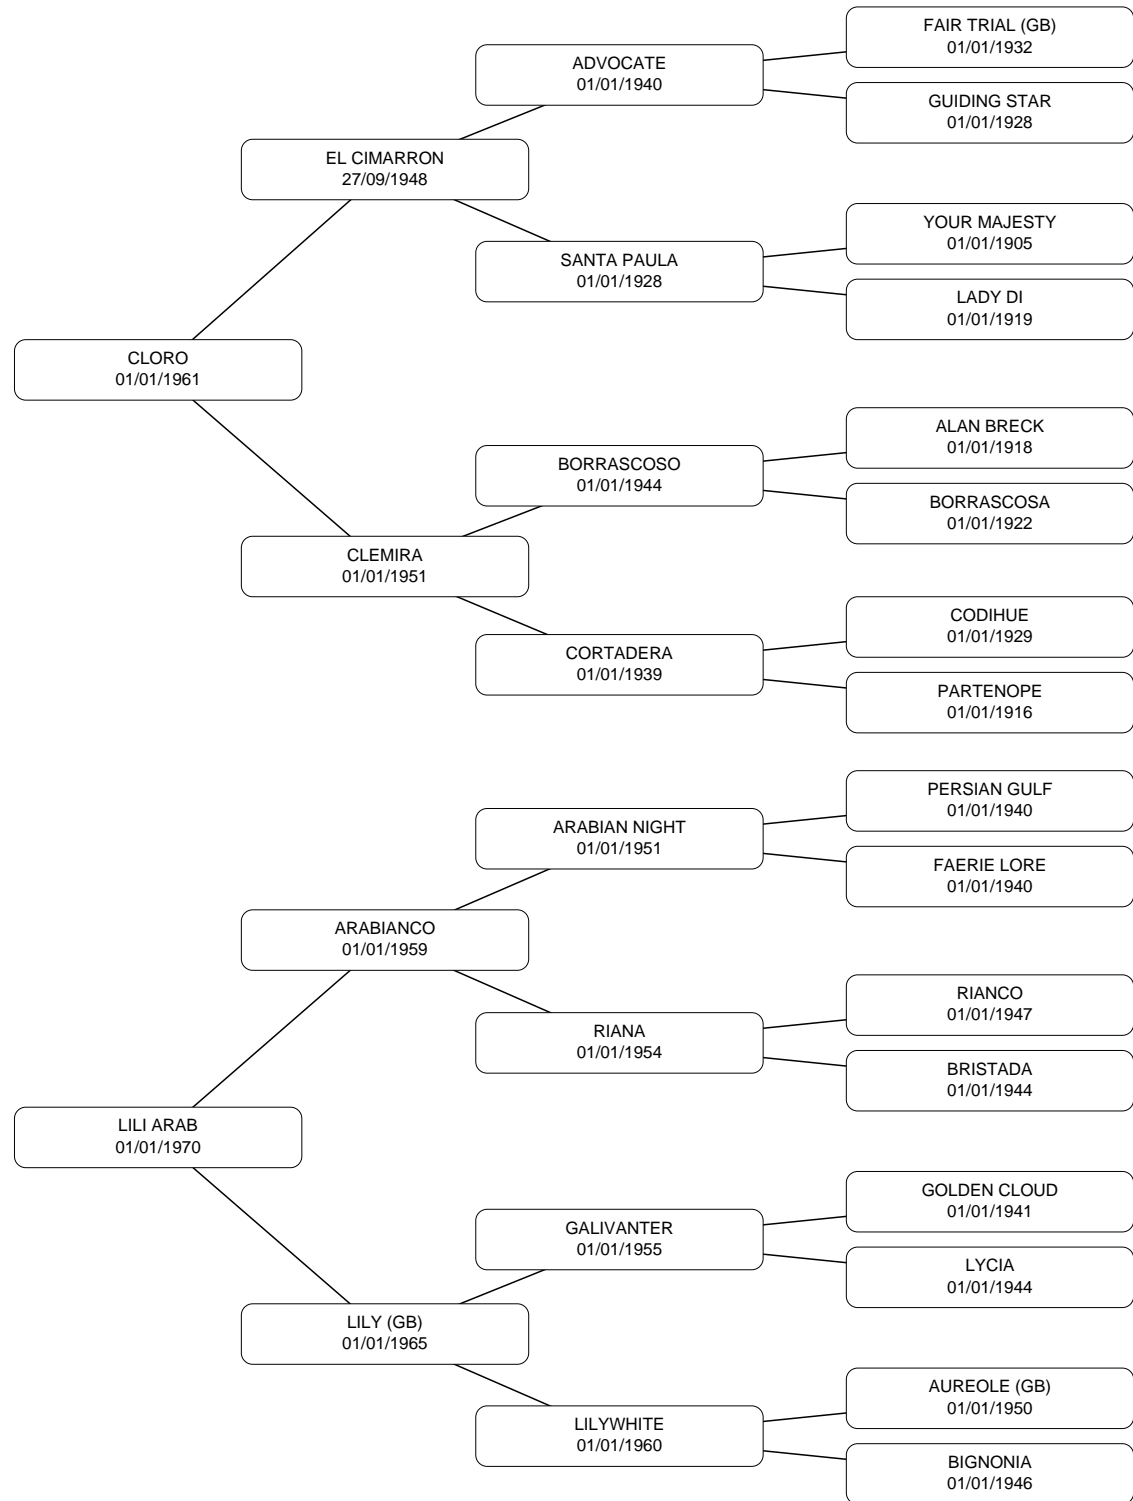 FAIR TRIAL (GB)
01/01/1932
ADVOCATE
01/01/1940
GUIDING STAR
01/01/1928
EL CIMARRON
27/09/1948
YOUR MAJESTY
01/01/1905
SANTA PAULA
01/01/1928
LADY DI
01/01/1919
CLORO
01/01/1961
ALAN BRECK
01/01/1918
BORRASCOSO
01/01/1944
BORRASCOSA
01/01/1922
CLEMIRA
01/01/1951
CODIHUE
01/01/1929
CORTADERA
01/01/1939
PARTENOPE
01/01/1916
PERSIAN GULF
01/01/1940
ARABIAN NIGHT
01/01/1951
FAERIE LORE
01/01/1940
ARABIANCO
01/01/1959
RIANCO
01/01/1947
RIANA
01/01/1954
BRISTADA
01/01/1944
LILI ARAB
01/01/1970
GOLDEN CLOUD
01/01/1941
GALIVANTER
01/01/1955
LYCIA
01/01/1944
LILY (GB)
01/01/1965
AUREOLE (GB)
01/01/1950
LILYWHITE
01/01/1960
BIGNONIA
01/01/1946